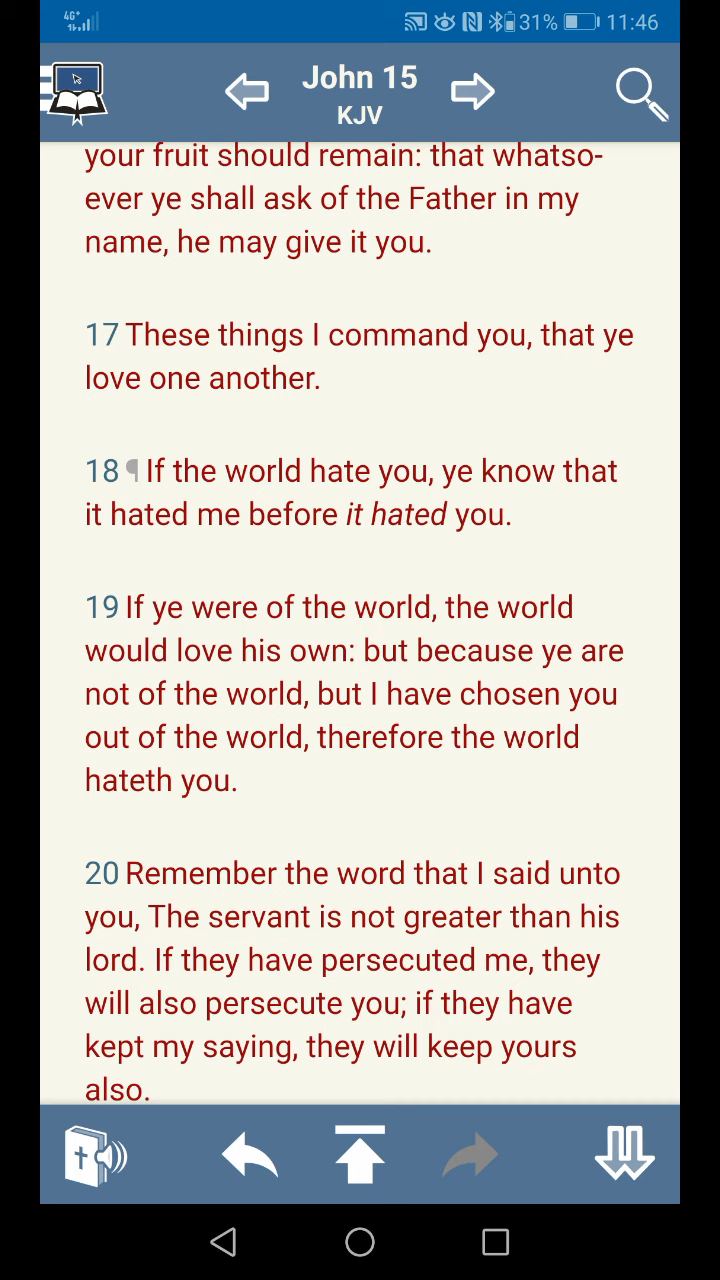 4G+ 31% 11:46
John 15
KJV
your fruit should remain: that whatso-
ever ye shall ask of the Father in my
name, he may give it you.
17 These things I command you, that ye
love one another.
18 ¶ If the world hate you, ye know that
it hated me before it hated you.
19 If ye were of the world, the world
would love his own: but because ye are
not of the world, but I have chosen you
out of the world, therefore the world
hateth you.
20 Remember the word that I said unto
you, The servant is not greater than his
lord. If they have persecuted me, they
will also persecute you; if they have
kept my saying, they will keep yours
also.